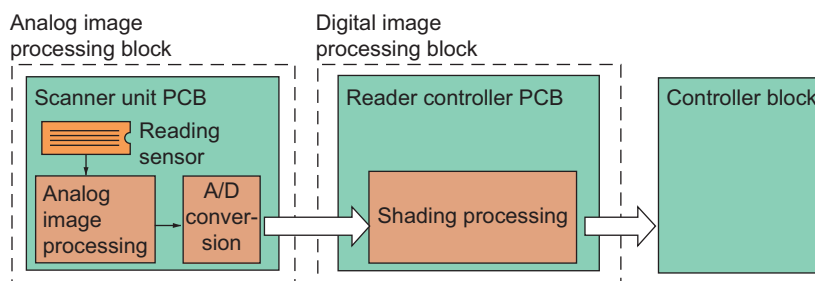 Analog image
processing block
Digital image
processing block
Scanner unit PCB
Reading
sensor
Analog
image
processing
A/D
conver-
sion
Reader controller PCB
Shading processing
Controller block